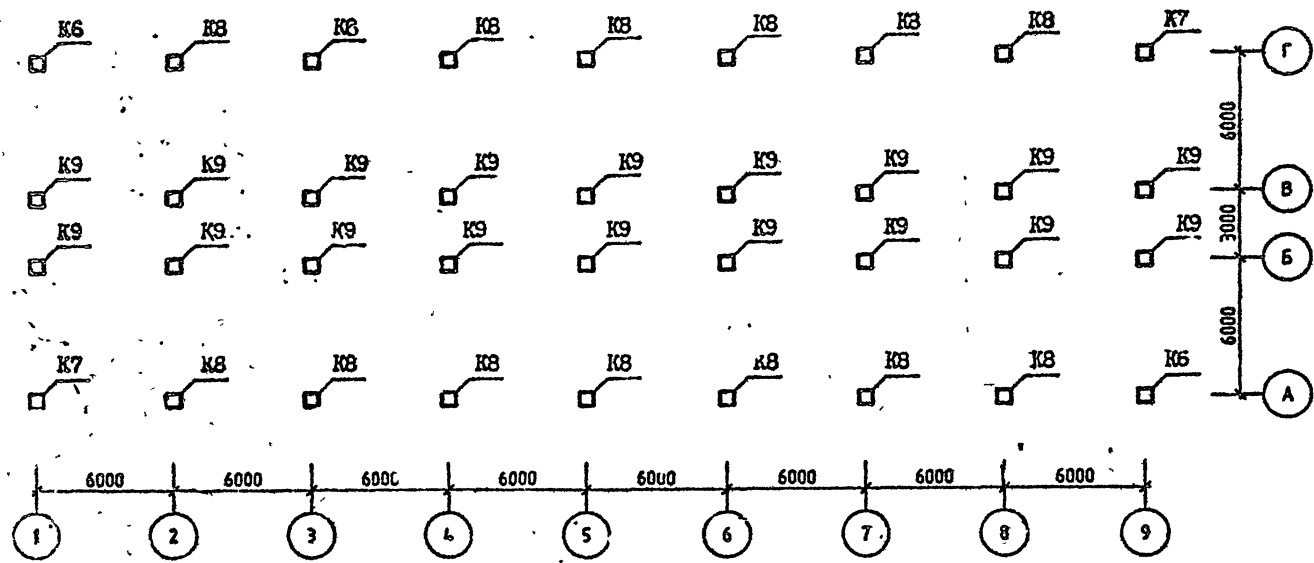 К6 К8 К8 К8 К8 К8 К8 К8 К7 Г
6000
К9 К9 К9 К9 К9 К9 К9 К9 К9 В
3000
К9 К9 К9 К9 К9 К9 К9 К9 К9 Б
6000
К7 К8 К8 К8 К8 К8 К8 К8 К6 А
6000 6000 6000 6000 6000 6000 6000 6000
1 2 3 4 5 6 7 8 9